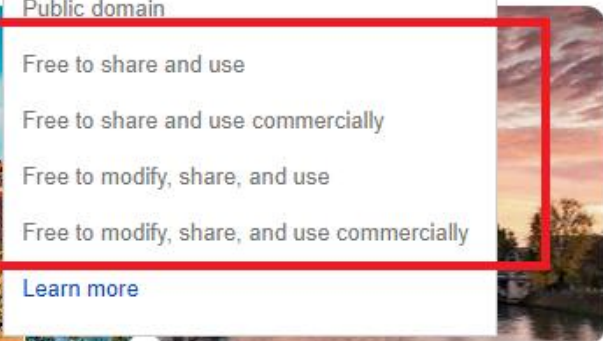 Public domain
Free to share and use
Free to share and use commercially
Free to modify, share, and use
Free to modify, share, and use commercially
Learn more